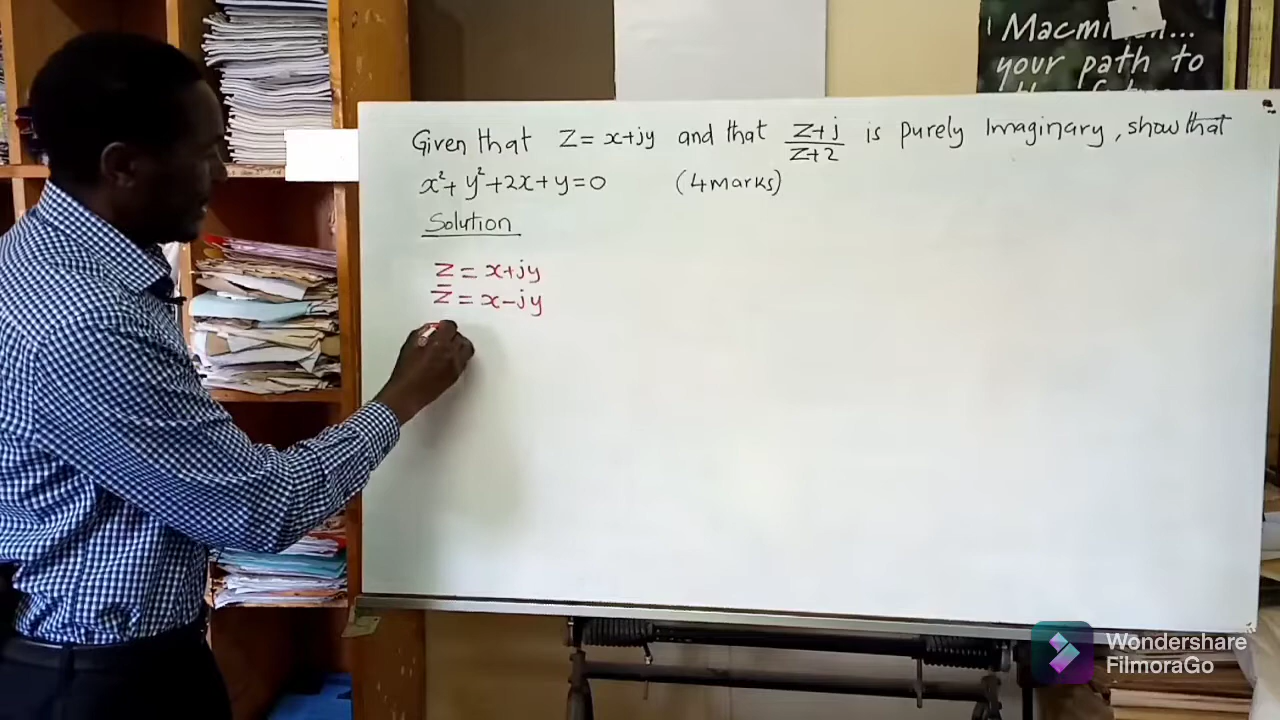 Macmi
your path to
Given that Z = x+jy and that Z+j/Z+2 is purely Imaginary, show that
x²+ y²+2x+y=0 (4marks)
Solution
Z = x+jy
Z̅ = x-jy
Wondershare
FilmoraGo